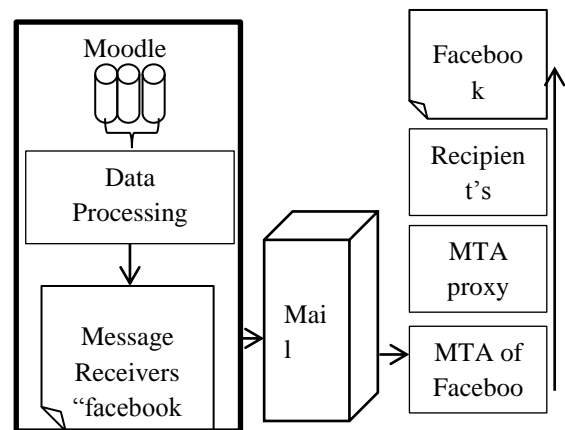 Moodle
Data
Processing
Message
Receivers
“facebook
Mai
l
Faceboo
k
Recipien
t’s
MTA
proxy
MTA of
Faceboo